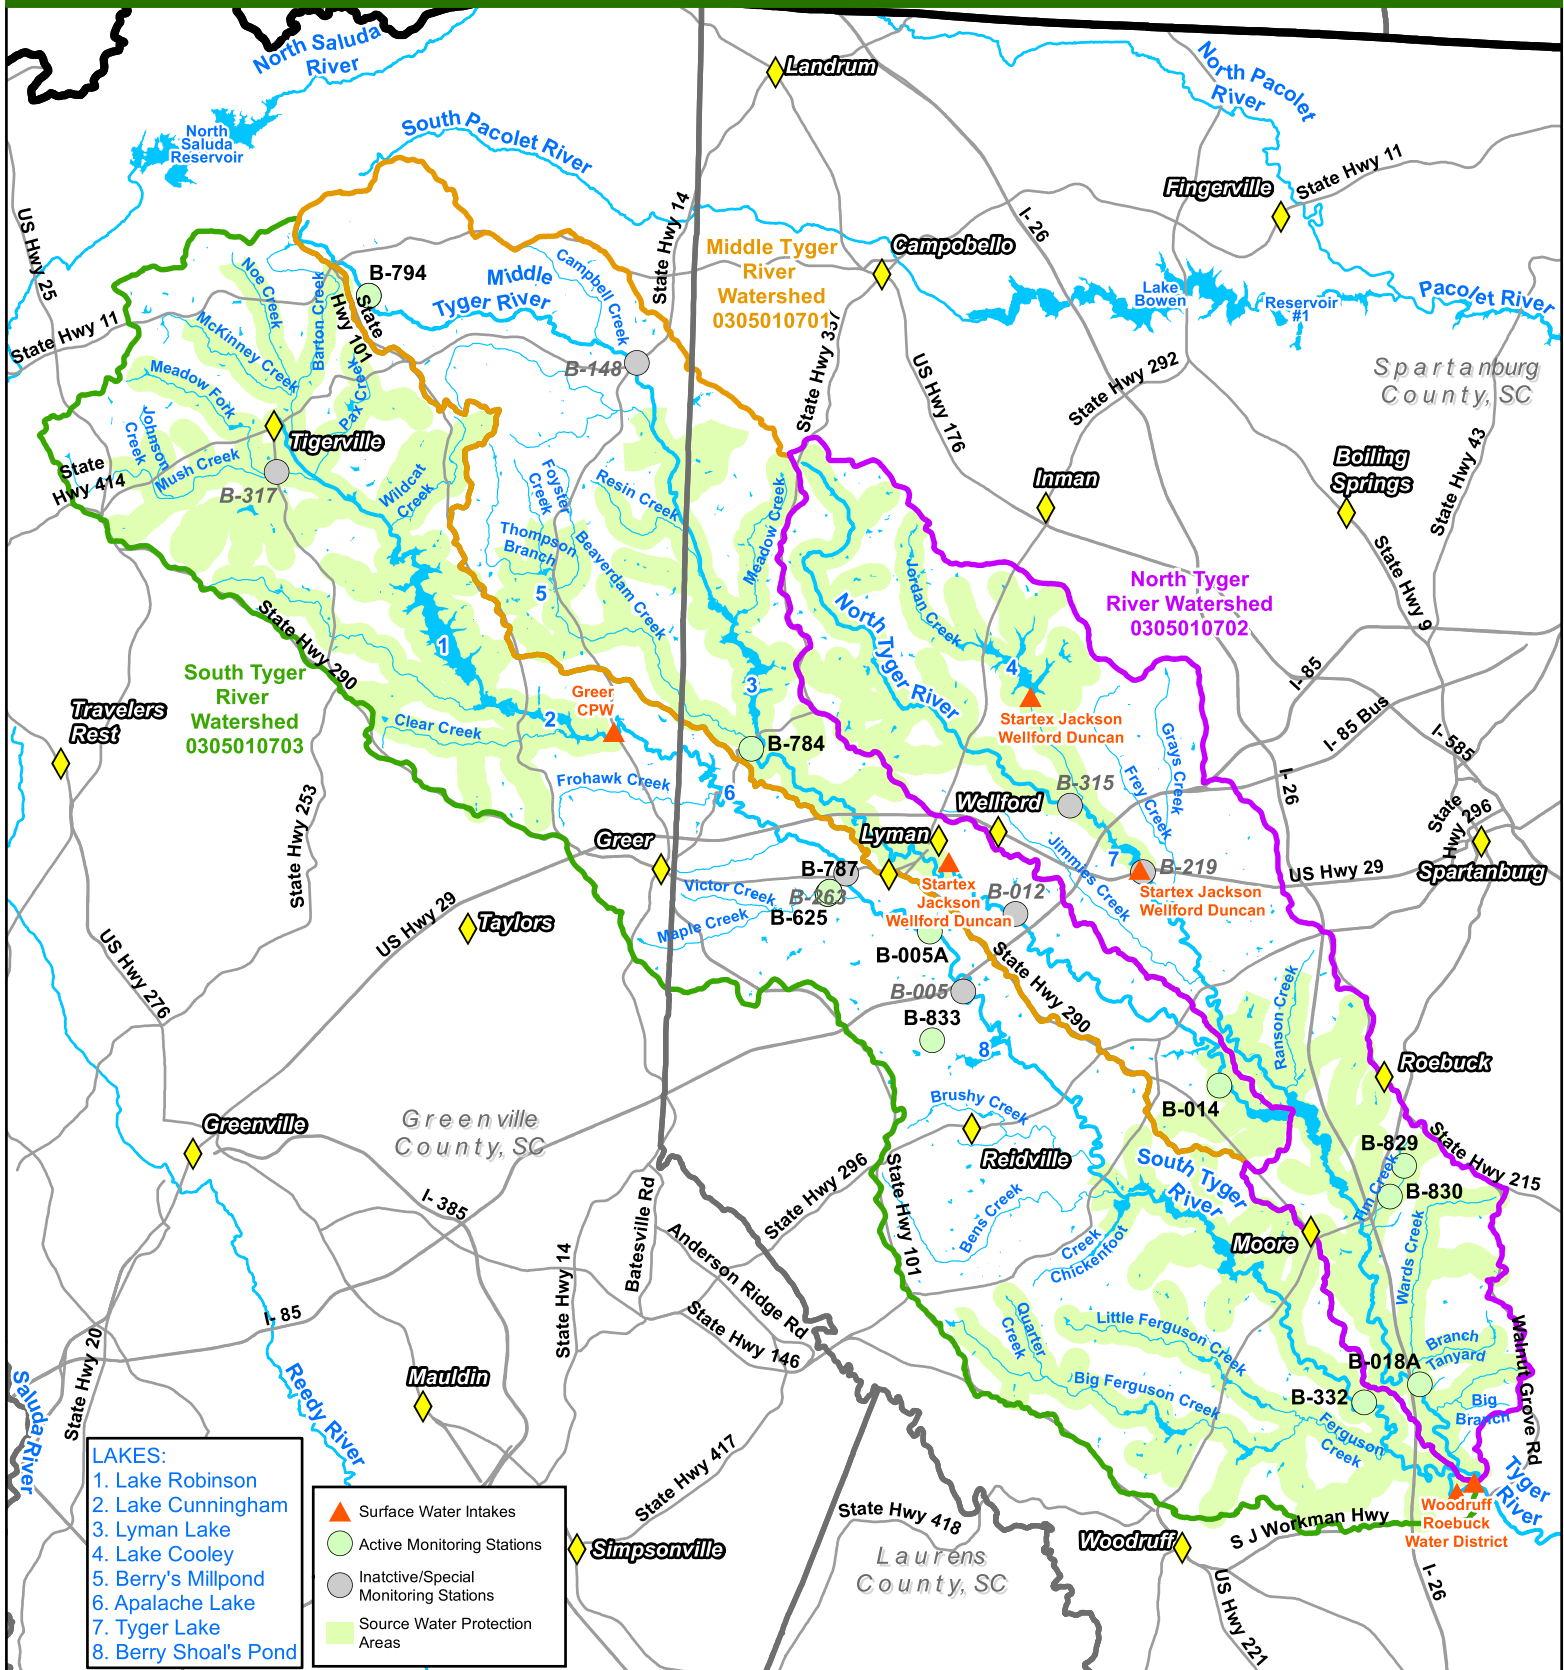 North Saluda
River
Landrum
North Pacolet
River
South Pacolet River
North
Saluda
Reservoir
State Hwy 11
Fingerville
US Hwy 25
State Hwy 14
I- 26
Middle Tyger
River
Watershed
0305010701
Campobello
B-794
Middle
Tyger River
Campbell Creek
Noe Creek
Barton Creek
State
Hwy 101
Lake
Bowen
Reservoir
#1
Pacolet River
State Hwy 11
McKinney Creek
State Hwy 357
B-148
Meadow Fork
Pax Creek
US Hwy 176
State Hwy 292
Spartanburg
County, SC
Johnson
Creek
Tigerville
State
Hwy 414
Mush Creek
B-317
Wildcat
Creek
Foyster
Creek
Resin Creek
Meadow Creek
Inman
Boiling
Springs
State Hwy 43
Thompson
Branch
Beaverdam Creek
5
Jordan Creek
State Hwy 9
North Tyger
River Watershed
0305010702
State Hwy 290
1
North Tyger
River
4
South Tyger
River
Watershed
0305010703
3
I- 85
Travelers
Rest
Greer
CPW
2
Clear Creek
Startex Jackson
Wellford Duncan
I- 85 Bus
I- 585
B-784
Grays Creek
Frey Creek
Frohawk Creek
6
B-315
I- 26
State Hwy 253
Wellford
State
Hwy 296
Greer
Lyman
Jimmies Creek
7
B-219
US Hwy 29
Spartanburg
B-787
B-263
B-625
Victor Creek
Maple Creek
Startex
Jackson
Wellford Duncan
B-012
Startex Jackson
Wellford Duncan
Taylors
US Hwy 29
US Hwy 276
B-005A
State Hwy 290
B-005
B-833
8
Ranson Creek
Roebuck
Brushy Creek
B-014
Greenville
Greenville
County, SC
Reidville
B-829
State Hwy 215
B-830
South Tyger
River
State Hwy 296
State Hwy 101
Bens Creek
Creek
Chickenfoot
Moore
Wards Creek
I- 385
Batesville Rd
Anderson Ridge Rd
State Hwy 14
State Hwy 146
I- 85
State Hwy 20
Quarter
Creek
Little Ferguson Creek
Walnut Grove Rd
Branch
Tanyard
B-018A
Big Ferguson Creek
B-332
Big
Branch
Ferguson
Creek
Reedy River
Saluda River
Mauldin
State Hwy 417
State Hwy 418
Tyger
River
Woodruff
Roebuck
Water District
S J Workman Hwy
Woodruff
Simpsonville
Laurens
County, SC
I- 26
US Hwy 221
LAKES:
1. Lake Robinson
2. Lake Cunningham
3. Lyman Lake
4. Lake Cooley
5. Berry's Millpond
6. Apalache Lake
7. Tyger Lake
8. Berry Shoal's Pond
Surface Water Intakes
Active Monitoring Stations
Inatctive/Special
Monitoring Stations
Source Water Protection
Areas